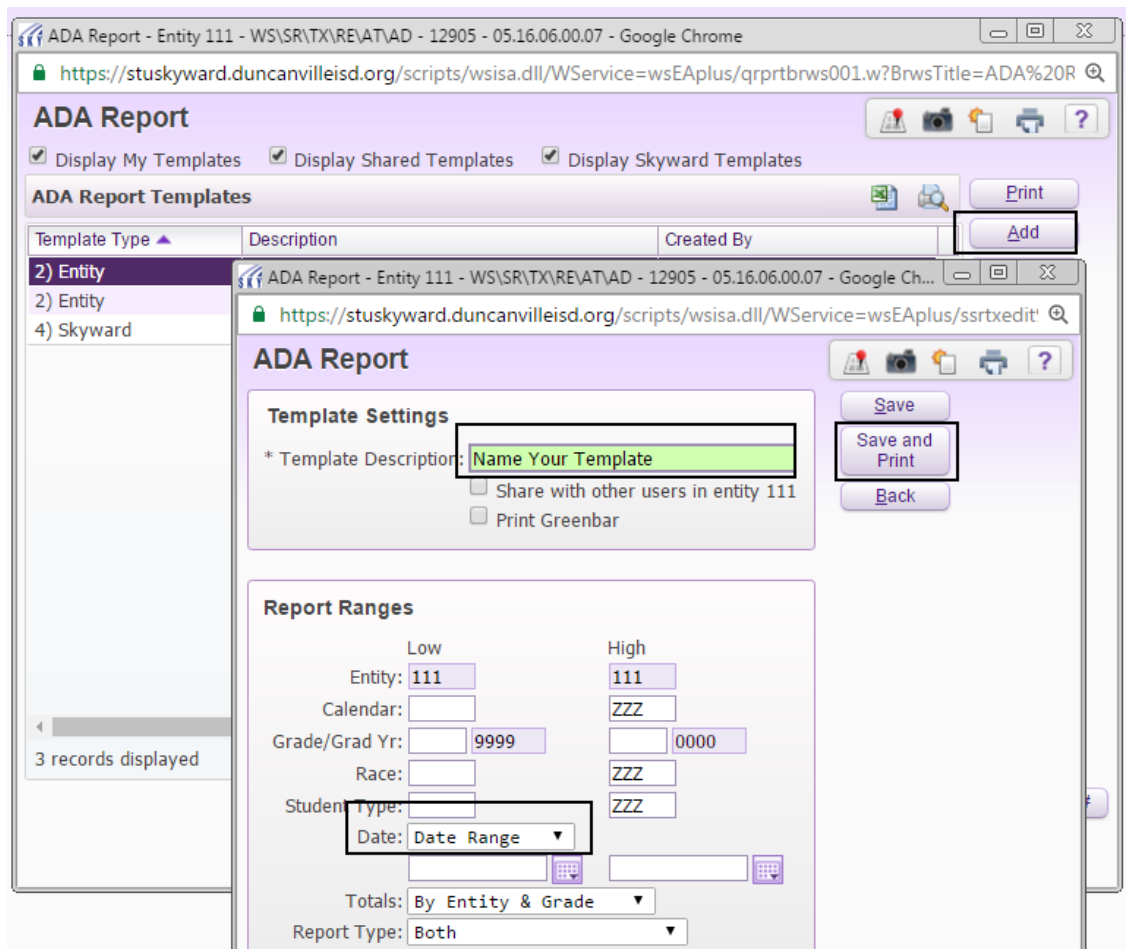 ADA Report - Entity 111 - WS\SR\TX\RE\AT\AD - 12905 - 05.16.06.00.07 - Google Chrome
https://stuskyward.duncanvilleisd.org/scripts/wsisa.dll/WService=wsEAplus/qrprtbrws001.w?BrwsTitle=ADA%20R
ADA Report
?
Display My Templates Display Shared Templates Display Skyward Templates
ADA Report Templates
Print
Add
Template Type Description Created By
2) Entity
2) Entity
4) Skyward
3 records displayed
ADA Report - Entity 111 - WS\SR\TX\RE\AT\AD - 12905 - 05.16.06.00.07 - Google Ch...
https://stuskyward.duncanvilleisd.org/scripts/wsisa.dll/WService=wsEAplus/ssrtxedit
ADA Report
?
Template Settings
Save
* Template Description: Name Your Template
Save and
Print
Share with other users in entity 111
Back
Print Greenbar
Report Ranges
Low High
Entity: 111 111
Calendar: ZZZ
Grade/Grad Yr: 9999 0000
Race: ZZZ
Student Type: ZZZ
Date: Date Range
Totals: By Entity & Grade
Report Type: Both